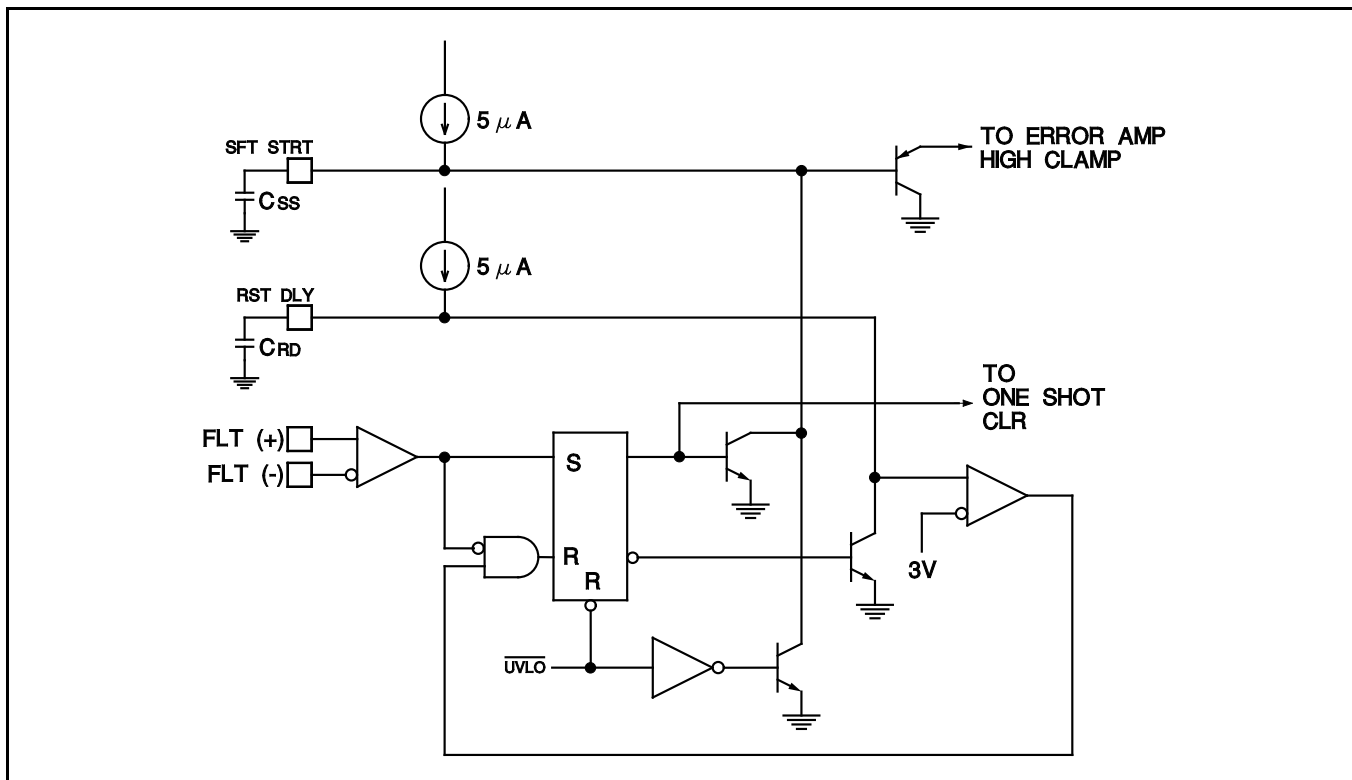 5 μA
SFT STRT
TO ERROR AMP
HIGH CLAMP
CSS
5 μA
RST DLY
CRD
TO
ONE SHOT
CLR
FLT (+)
FLT (-)
S
R
R
3V
UVLO